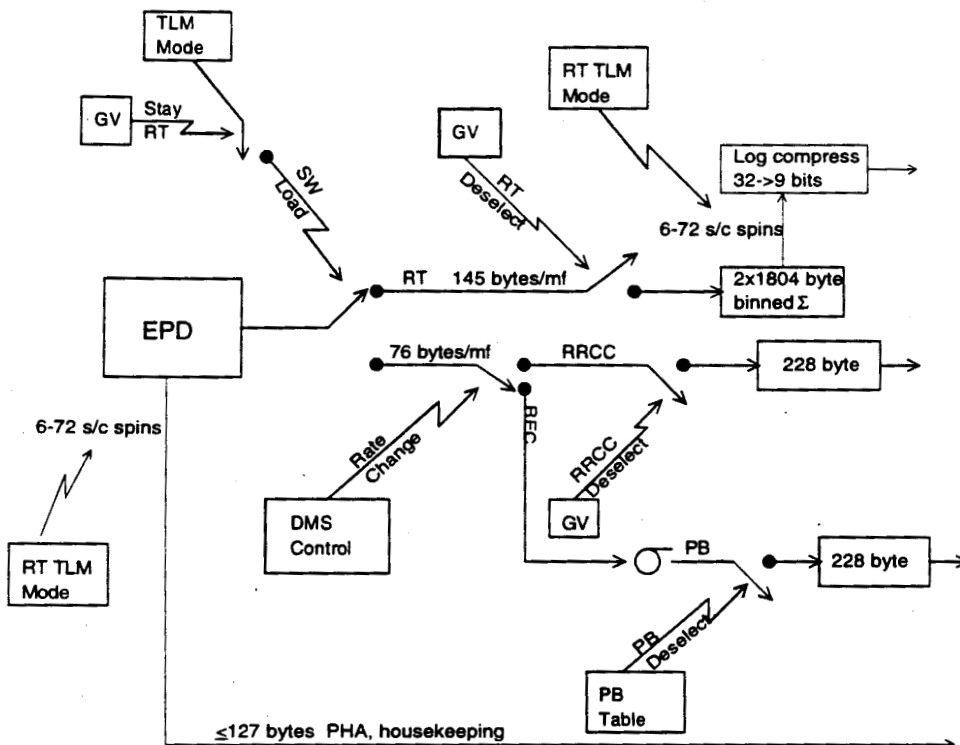 TLM
Mode
GV
Stay
RT
SW
Load
GV
RT
Deselect
RT TLM
Mode
Log compress
32->9 bits
6-72 s/c spins
EPD
RT 145 bytes/mf
2x1804 byte
binned Σ
76 bytes/mf
RRCC
228 byte
REC
6-72 s/c spins
Rate
Change
RRCC
Deselect
DMS
Control
GV
RT TLM
Mode
PB
228 byte
PB
Deselect
PB
Table
≤127 bytes PHA, housekeeping